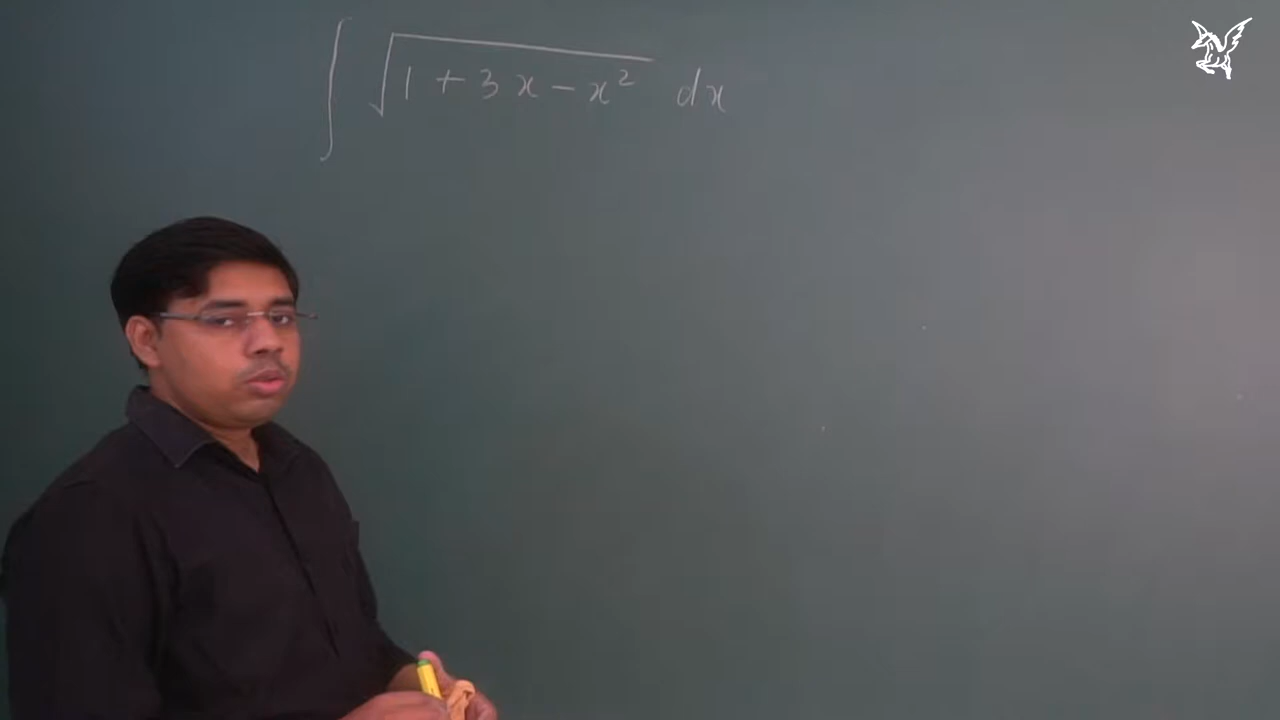 ∫ √(1 + 3x − x²) dx